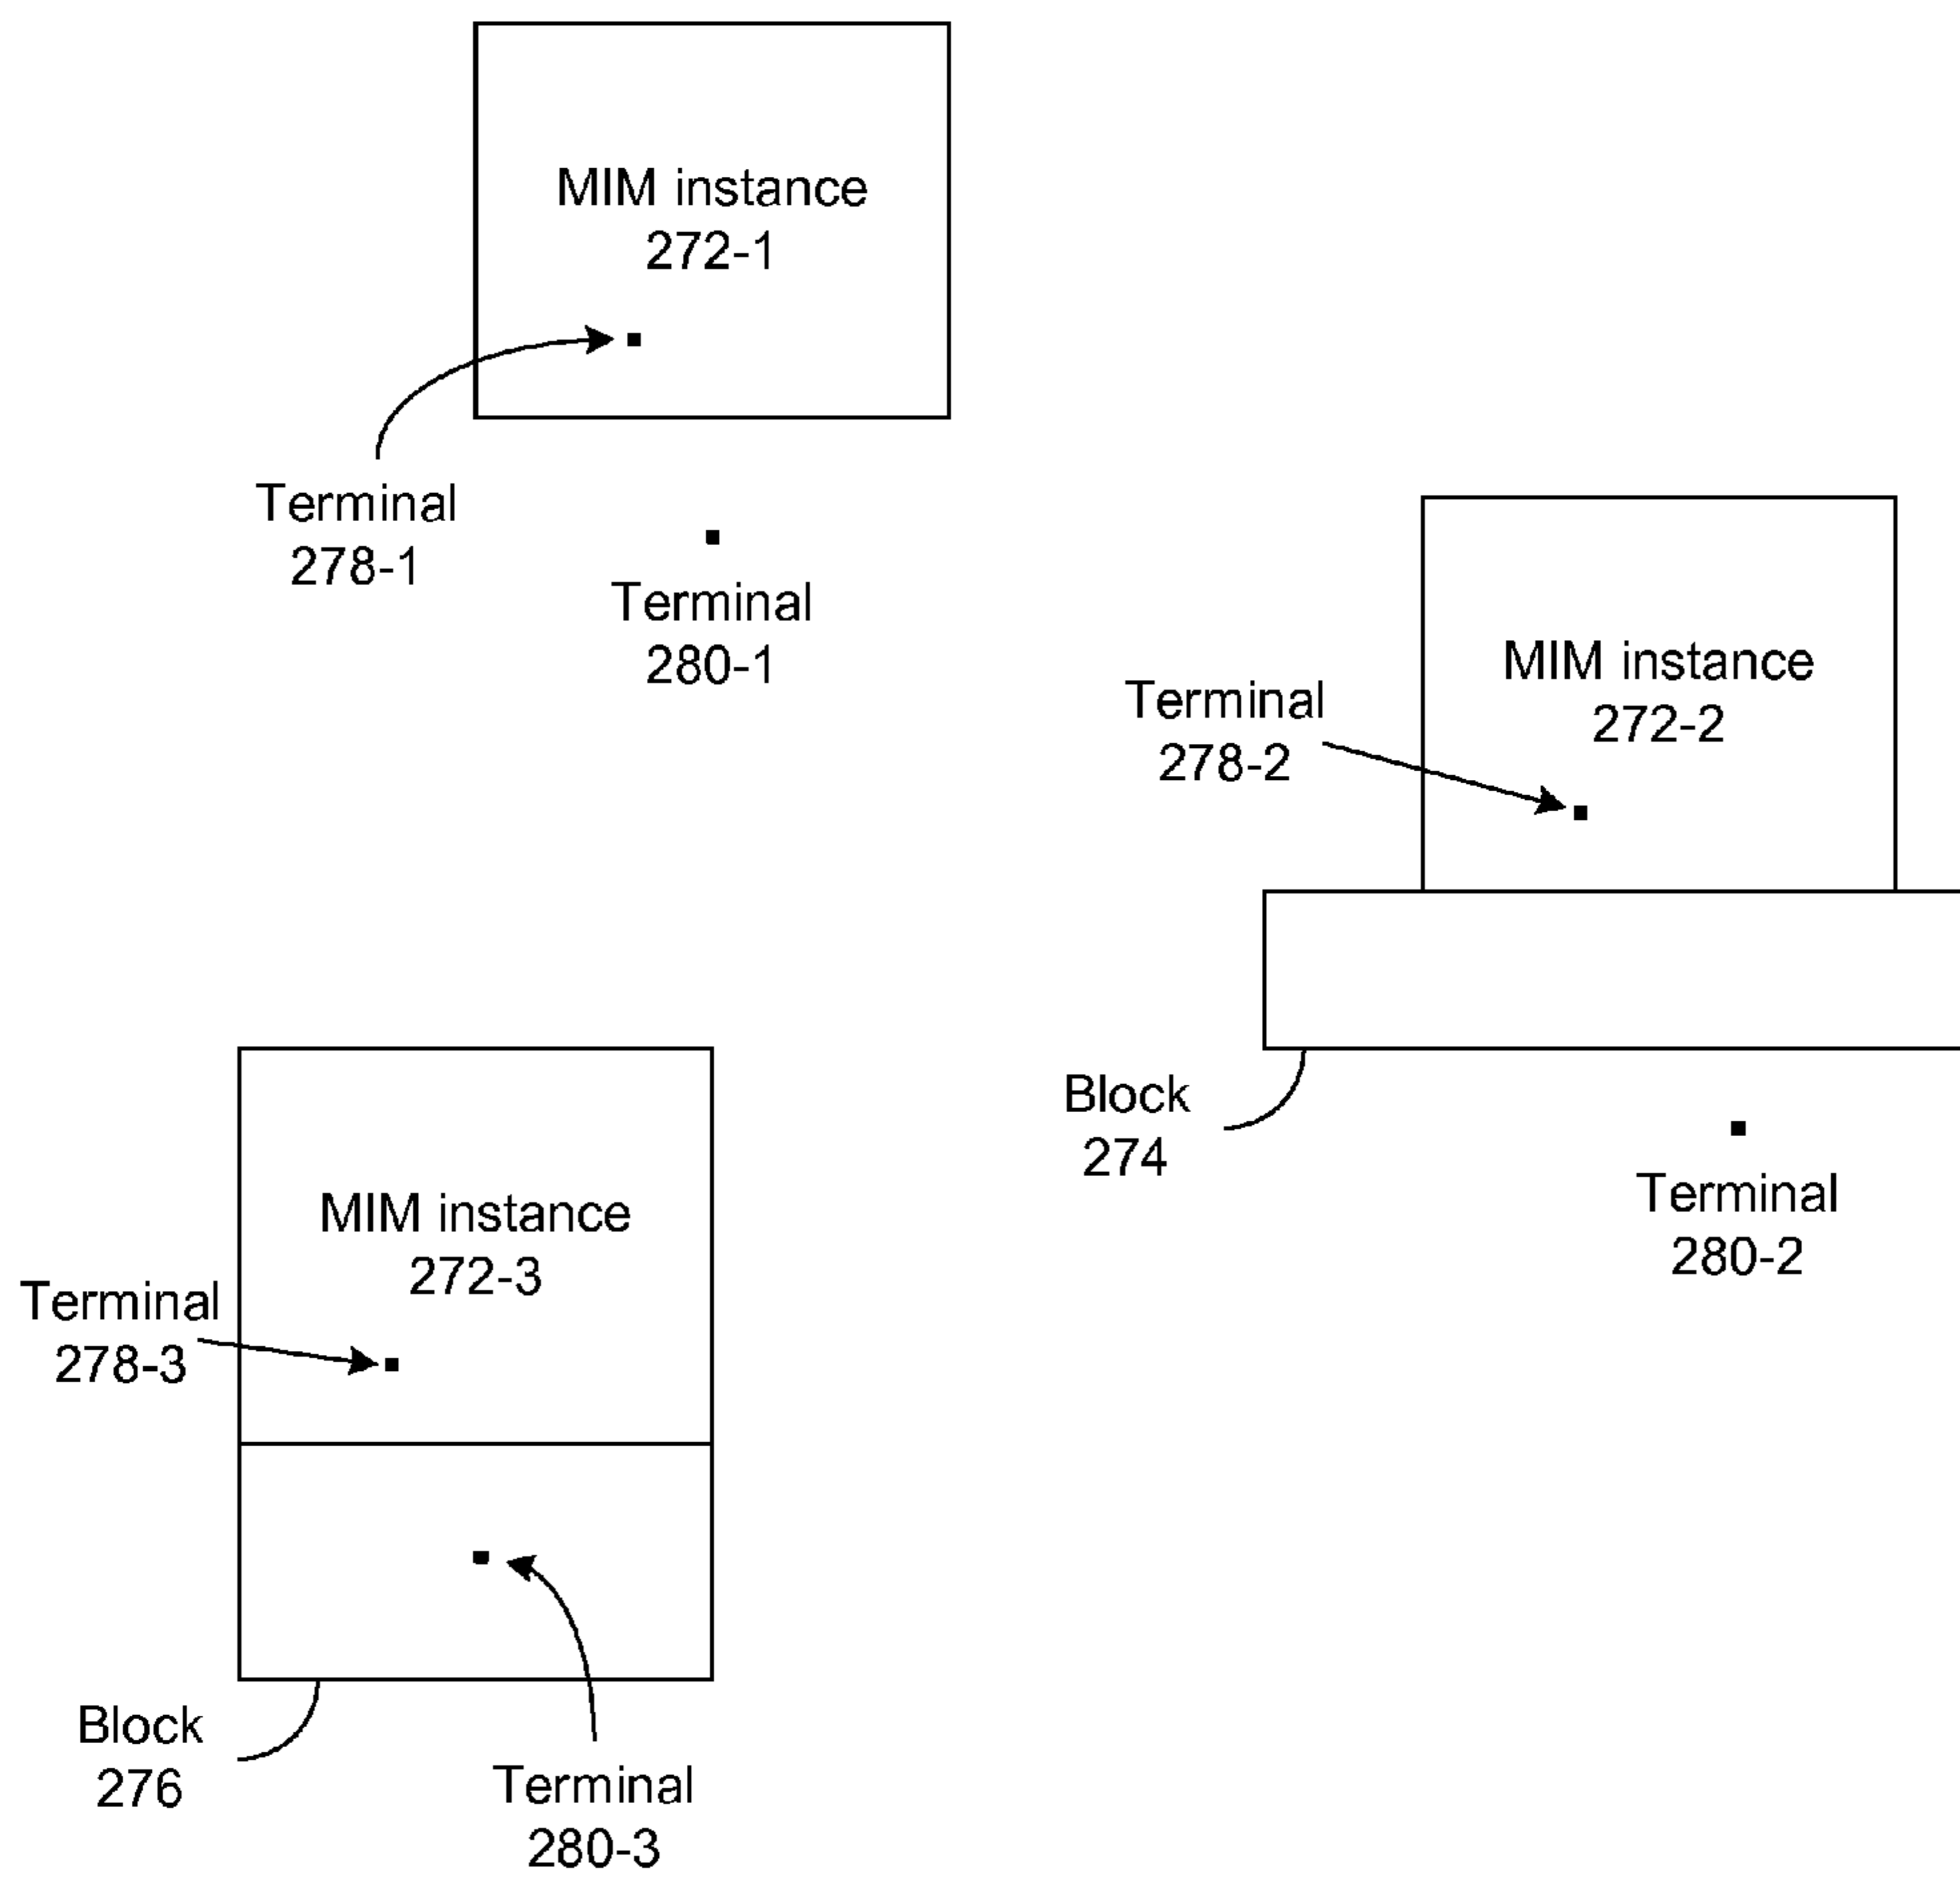 MIM instance
272-1
Terminal
278-1
Terminal
280-1
MIM instance
272-2
Terminal
278-2
Block
274
Terminal
280-2
MIM instance
272-3
Terminal
278-3
Block
276
Terminal
280-3